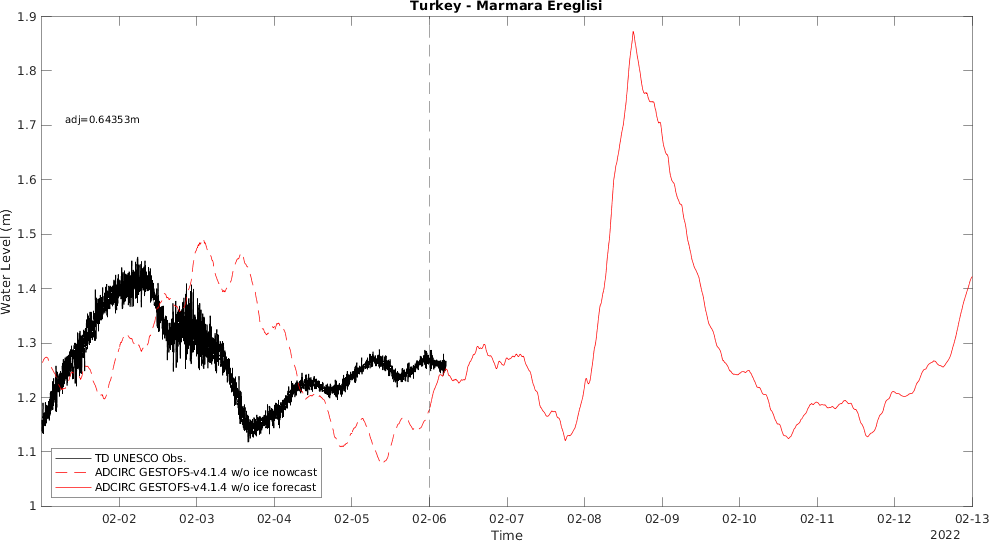 Turkey - Marmara Ereglisi
1.9
1.8
1.7
1.6
1.5
1.4
1.3
1.2
1.1
1
Water Level (m)
adj=0.64353m
TD UNESCO Obs.
ADCIRC GESTOFS-v4.1.4 w/o ice nowcast
ADCIRC GESTOFS-v4.1.4 w/o ice forecast
02-02 02-03 02-04 02-05 02-06 02-07 02-08 02-09 02-10 02-11 02-12 02-13
Time
2022